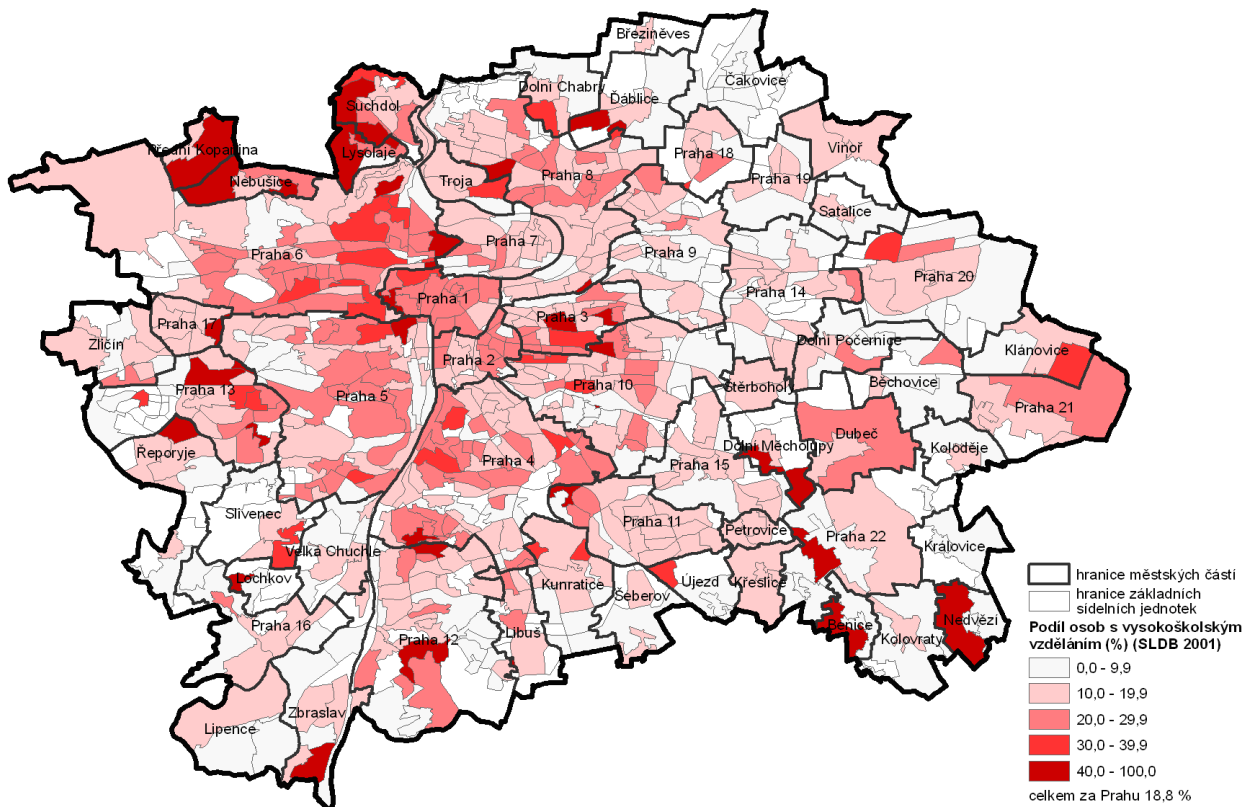 Březiněves
Čakovice
Dolní Chabry
Ďáblice
Suchdol
Přední Kopanina
Lysolaje
Nebušice
Troja
Praha 8
Praha 18
Vinoř
Praha 19
Satalice
Praha 7
Praha 6
Praha 9
Praha 20
Praha 1
Praha 14
Praha 3
Praha 17
Zličín
Dolní Počernice
Klánovice
Praha 2
Praha 10
Štěrboholy
Běchovice
Praha 13
Praha 5
Praha 21
Dubeč
Dolní Měcholupy
Koloděje
Řeporyje
Praha 4
Praha 15
Slivenec
Praha 11
Petrovice
Praha 22
Královice
Velká Chuchle
Lochkov
Kunratice
Šeberov
Újezd
Křeslice
Nedvězí
Benice
Kolovraty
Praha 16
Praha 12
Libuš
Zbraslav
Lipence
hranice městských částí
hranice základních
sídelních jednotek
Podíl osob s vysokoškolským
vzděláním (%) (SLDB 2001)
0,0 - 9,9
10,0 - 19,9
20,0 - 29,9
30,0 - 39,9
40,0 - 100,0
celkem za Prahu 18,8 %